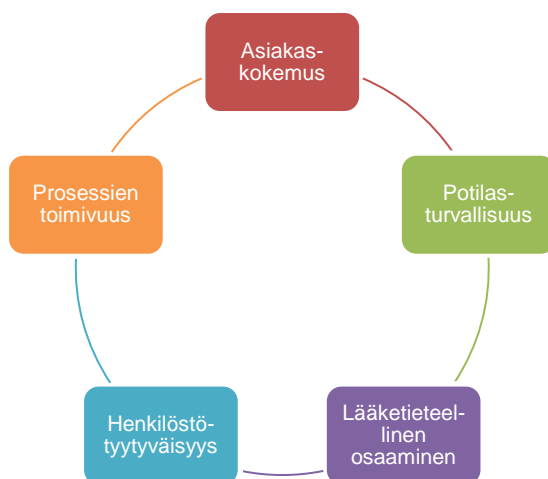 Asiakas-
kokemus
Potilas-
turvallisuus
Lääketieteel-
linen
osaaminen
Henkilöstö-
tyytyväisyys
Prosessien
toimivuus